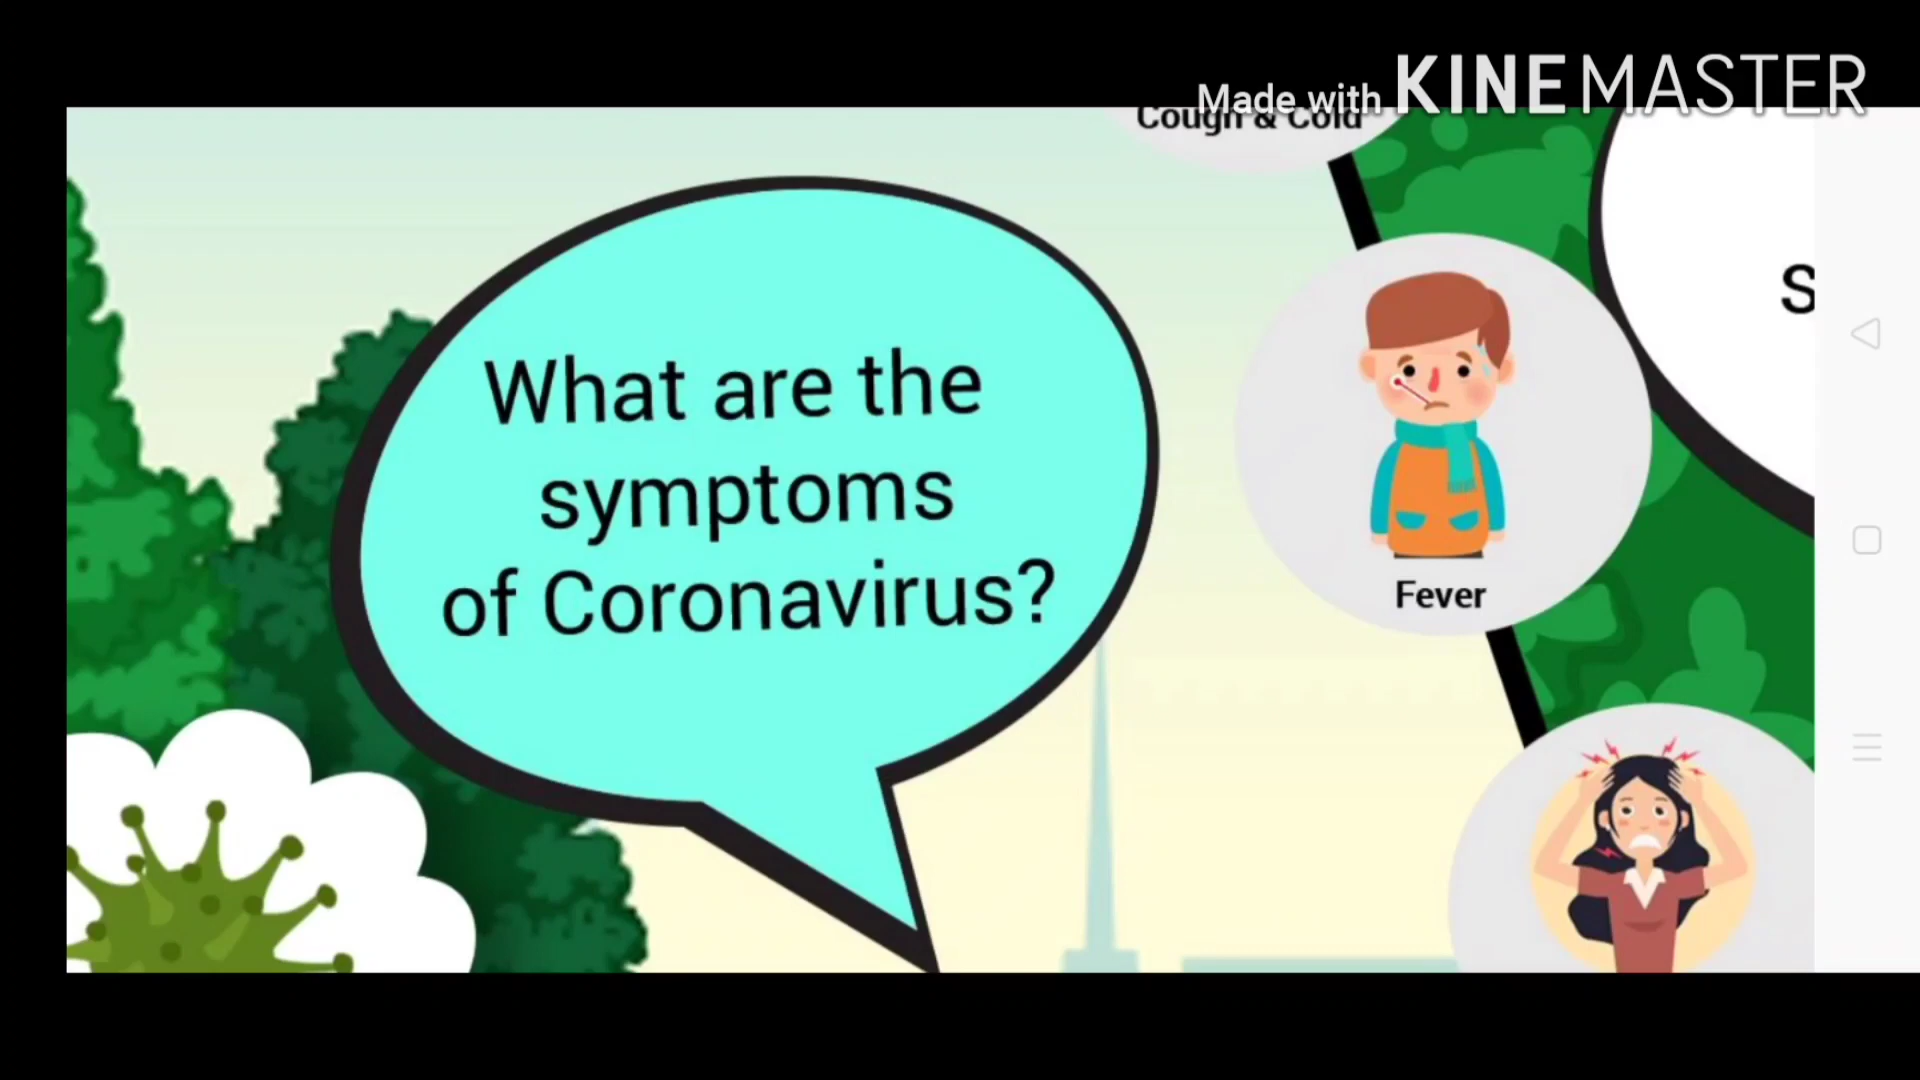 Made with KINEMASTER
Cough & Cold
What are the
symptoms
of Coronavirus?
S
Fever